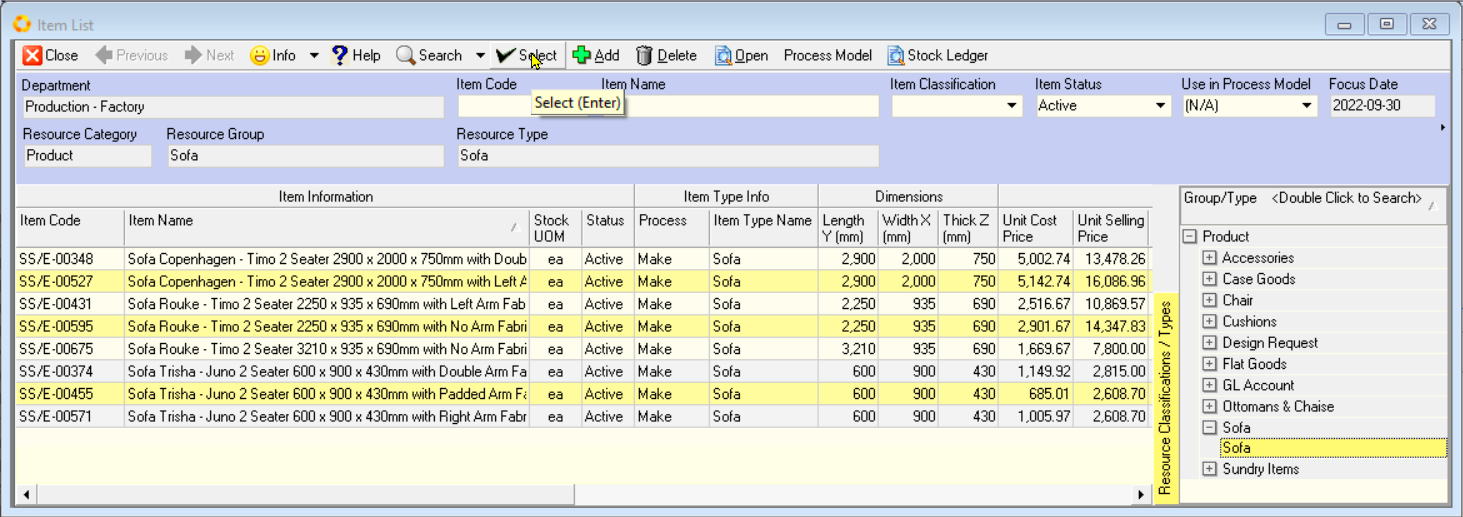 Item List
Close Previous Next Info Help Search Select Add Delete Open Process Model Stock Ledger
Department Item Code Item Name Item Classification Item Status Use in Process Model Focus Date
Production - Factory Select (Enter) Active (N/A) 2022-09-30
Resource Category Resource Group Resource Type
Product Sofa Sofa
Item Information Item Type Info Dimensions
Item Code Item Name Stock UOM Status Process Item Type Name Length Y (mm) Width X (mm) Thick Z (mm) Unit Cost Price Unit Selling Price
SS/E-00348 Sofa Copenhagen - Timo 2 Seater 2900 x 2000 x 750mm with Doub ea Active Make Sofa 2,900 2,000 750 5,002.74 13,478.26
SS/E-00527 Sofa Copenhagen - Timo 2 Seater 2900 x 2000 x 750mm with Left A ea Active Make Sofa 2,900 2,000 750 5,142.74 16,086.96
SS/E-00431 Sofa Rouke - Timo 2 Seater 2250 x 935 x 690mm with Left Arm Fab ea Active Make Sofa 2,250 935 690 2,516.67 10,869.57
SS/E-00595 Sofa Rouke - Timo 2 Seater 2250 x 935 x 690mm with No Arm Fabri ea Active Make Sofa 2,250 935 690 2,901.67 14,347.83
SS/E-00675 Sofa Rouke - Timo 2 Seater 3210 x 935 x 690mm with No Arm Fabri ea Active Make Sofa 3,210 935 690 1,669.67 7,800.00
SS/E-00374 Sofa Trisha - Juno 2 Seater 600 x 900 x 430mm with Double Arm Fa ea Active Make Sofa 600 900 430 1,149.92 2,815.00
SS/E-00455 Sofa Trisha - Juno 2 Seater 600 x 900 x 430mm with Padded Arm Fa ea Active Make Sofa 600 900 430 685.01 2,608.70
SS/E-00571 Sofa Trisha - Juno 2 Seater 600 x 900 x 430mm with Right Arm Fabr ea Active Make Sofa 600 900 430 1,005.97 2,608.70
Resource Classifications / Types
Group/Type <Double Click to Search>
Product
Accessories
Case Goods
Chair
Cushions
Design Request
Flat Goods
GL Account
Ottomans & Chaise
Sofa
Sofa
Sundry Items